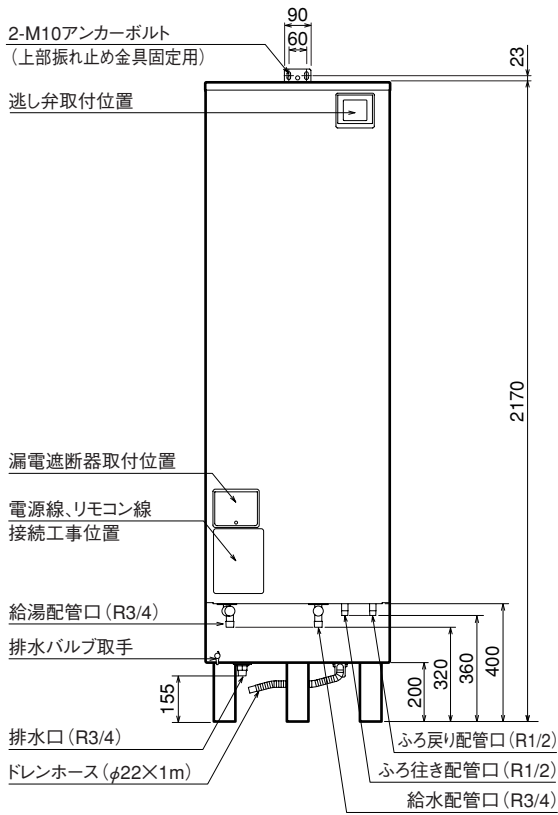 90
60
23
2-M10アンカーボルト
（上部振れ止め金具固定用）
逃し弁取付位置
2170
漏電遮断器取付位置
電源線、リモコン線
接続工事位置
給湯配管口（R3/4）
排水バルブ取手
155
200
320
360
400
排水口（R3/4）
ドレンホース（φ22×1m）
ふろ戻り配管口（R1/2）
ふろ往き配管口（R1/2）
給水配管口（R3/4）